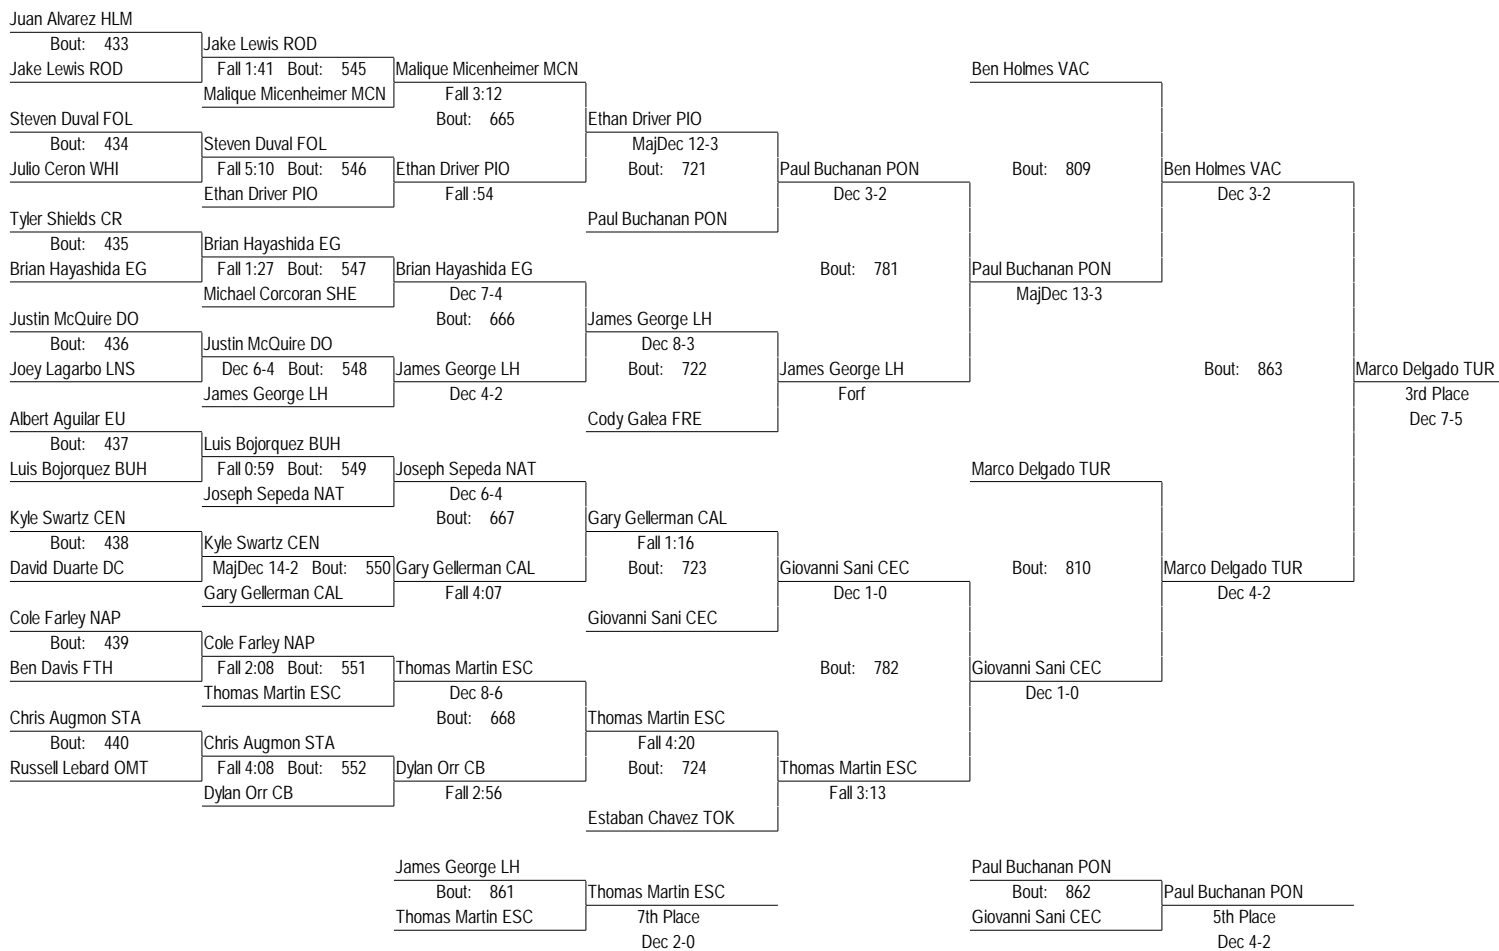 Juan Alvarez HLM
Bout: 433 Jake Lewis ROD
Jake Lewis ROD Fall 1:41 Bout: 545 Malique Micenheimer MCN Ben Holmes VAC
Malique Micenheimer MCN Fall 3:12
Steven Duval FOL Bout: 665 Ethan Driver PIO
Bout: 434 Steven Duval FOL MajDec 12-3
Julio Ceron WHI Fall 5:10 Bout: 546 Ethan Driver PIO Bout: 721 Paul Buchanan PON Bout: 809 Ben Holmes VAC
Ethan Driver PIO Fall :54 Dec 3-2 Dec 3-2
Tyler Shields CR Paul Buchanan PON
Bout: 435 Brian Hayashida EG
Brian Hayashida EG Fall 1:27 Bout: 547 Brian Hayashida EG Bout: 781 Paul Buchanan PON
Michael Corcoran SHE Dec 7-4 MajDec 13-3
Justin McQuire DO Bout: 666 James George LH
Bout: 436 Justin McQuire DO Dec 8-3
Joey Lagarbo LNS Dec 6-4 Bout: 548 James George LH Bout: 722 James George LH Bout: 863 Marco Delgado TUR
James George LH Dec 4-2 Forf 3rd Place
Albert Aguilar EU Cody Galea FRE Dec 7-5
Bout: 437 Luis Bojorquez BUH
Luis Bojorquez BUH Fall 0:59 Bout: 549 Joseph Sepeda NAT Marco Delgado TUR
Joseph Sepeda NAT Dec 6-4
Kyle Swartz CEN Bout: 667 Gary Gellerman CAL
Bout: 438 Kyle Swartz CEN Fall 1:16
David Duarte DC MajDec 14-2 Bout: 550 Gary Gellerman CAL Bout: 723 Giovanni Sani CEC Bout: 810 Marco Delgado TUR
Gary Gellerman CAL Fall 4:07 Dec 1-0 Dec 4-2
Cole Farley NAP Giovanni Sani CEC
Bout: 439 Cole Farley NAP
Ben Davis FTH Fall 2:08 Bout: 551 Thomas Martin ESC Bout: 782 Giovanni Sani CEC
Thomas Martin ESC Dec 8-6 Dec 1-0
Chris Augmon STA Bout: 668 Thomas Martin ESC
Bout: 440 Chris Augmon STA Fall 4:20
Russell Lebard OMT Fall 4:08 Bout: 552 Dylan Orr CB Bout: 724 Thomas Martin ESC
Dylan Orr CB Fall 2:56 Fall 3:13
Estaban Chavez TOK
James George LH Paul Buchanan PON
Bout: 861 Thomas Martin ESC Bout: 862 Paul Buchanan PON
Thomas Martin ESC 7th Place Giovanni Sani CEC 5th Place
Dec 2-0 Dec 4-2